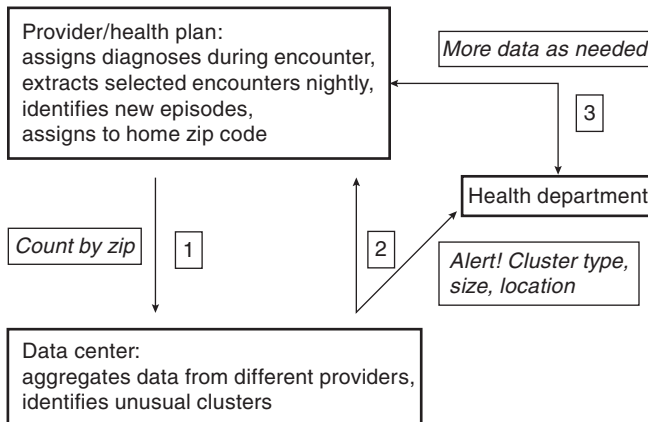 Provider/health plan:
assigns diagnoses during encounter,
extracts selected encounters nightly,
identifies new episodes,
assigns to home zip code
More data as needed
3
Health department
Count by zip
1
2
Alert! Cluster type,
size, location
Data center:
aggregates data from different providers,
identifies unusual clusters